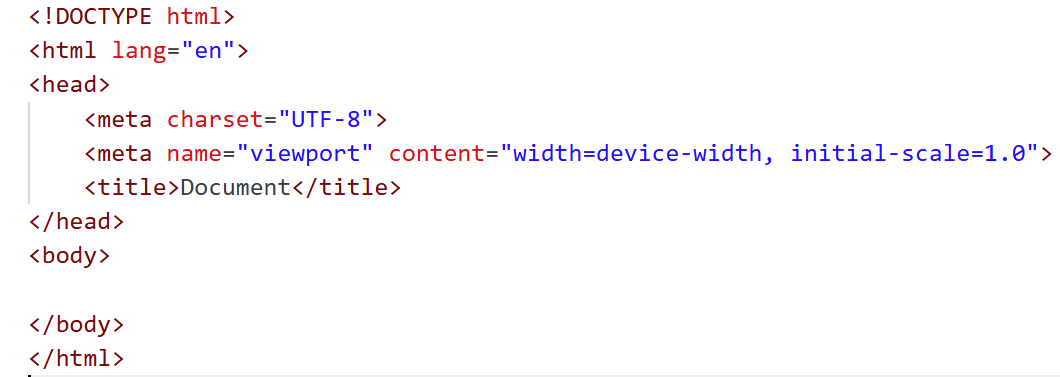 <!DOCTYPE html>
<html lang="en">
<head>
    <meta charset="UTF-8">
    <meta name="viewport" content="width=device-width, initial-scale=1.0">
    <title>Document</title>
</head>
<body>

</body>
</html>